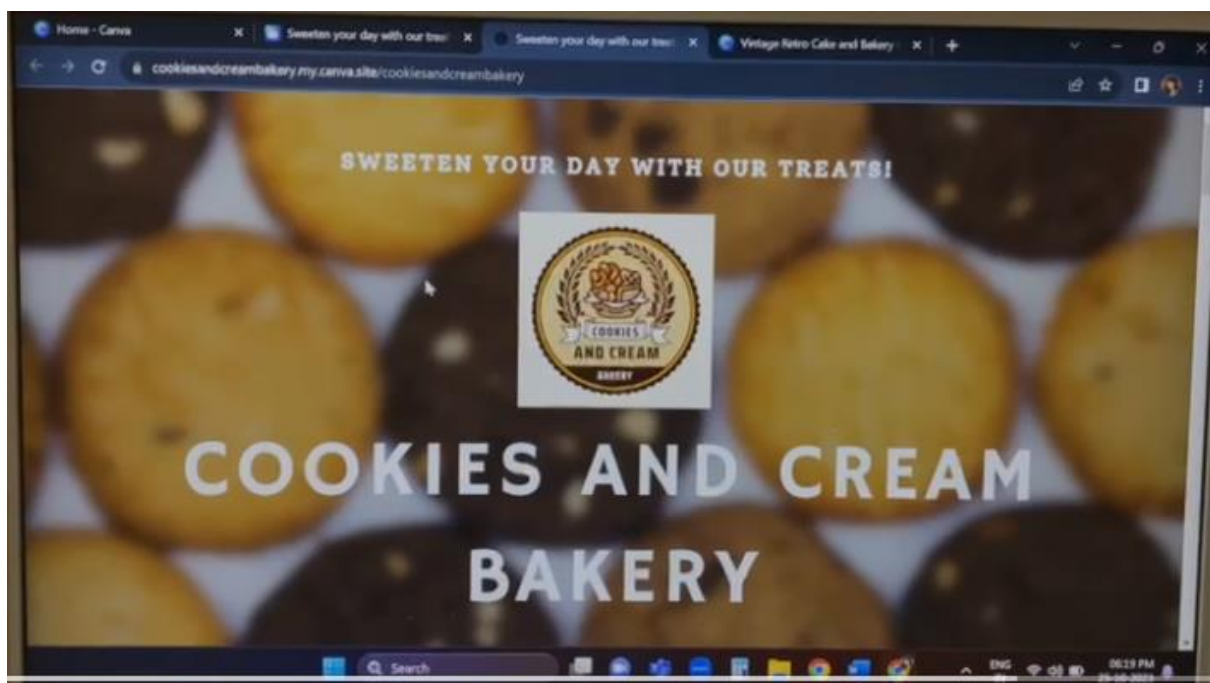 Home - Canva
Sweeten your day with our trea
Sweeten your day with our trea
Vintage Retro Cake and Bakery
cookiesandcreambakery.my.canva.site/cookiesandcreambakery
SWEETEN YOUR DAY WITH OUR TREATS!
COOKIES
AND CREAM
BAKERY
COOKIES AND CREAM
BAKERY
Search
ENG
06:19 PM